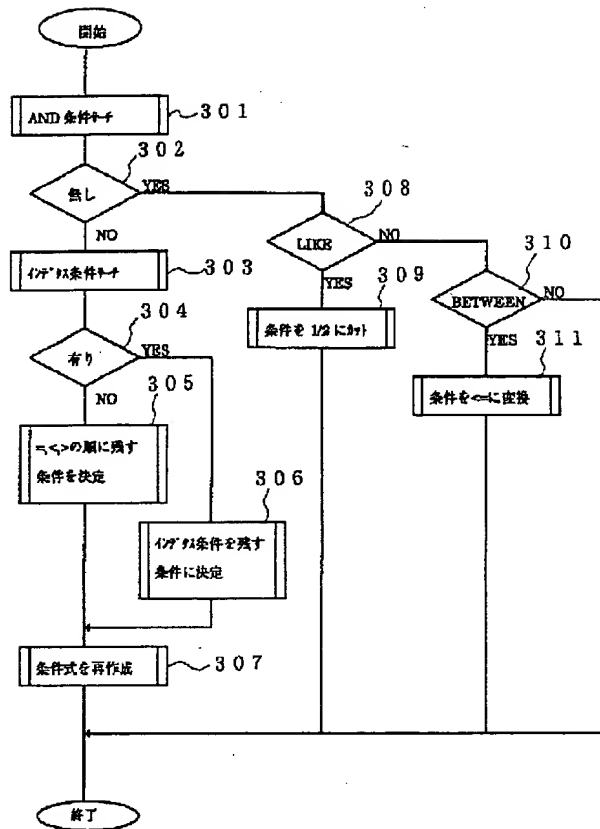 開始
AND 条件サーチ
301
302
無し
YES
NO
308
LIKE
NO
YES
インデタス条件サーチ
303
309
310
BETWEEN
NO
YES
304
有り
YES
NO
条件を 1/2 にカット
311
条件を<=に変換
305
=,<,>の順に残す
条件を決定
306
インデタス条件を残す
条件に決定
条件式を再作成
307
終了